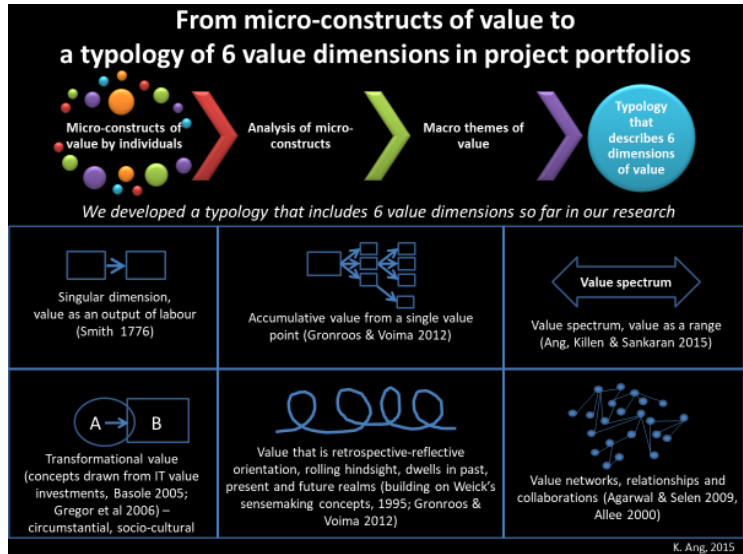 From micro-constructs of value to
a typology of 6 value dimensions in project portfolios
Micro-constructs of
value by individuals
Analysis of micro-
constructs
Macro themes of
value
Typology
that
describes 6
dimensions
of value
We developed a typology that includes 6 value dimensions so far in our research
Singular dimension,
value as an output of labour
(Smith 1776)
Accumulative value from a single value
point (Gronroos & Voima 2012)
Value spectrum
Value spectrum, value as a range
(Ang, Killen & Sankaran 2015)
A B
Transformational value
(concepts drawn from IT value
investments, Basole 2005;
Gregor et al 2006) –
circumstantial, socio-cultural
Value that is retrospective-reflective
orientation, rolling hindsight, dwells in past,
present and future realms (building on Weick's
sensemaking concepts, 1995; Gronroos &
Voima 2012)
Value networks, relationships and
collaborations (Agarwal & Selen 2009,
Allee 2000)
K. Ang, 2015